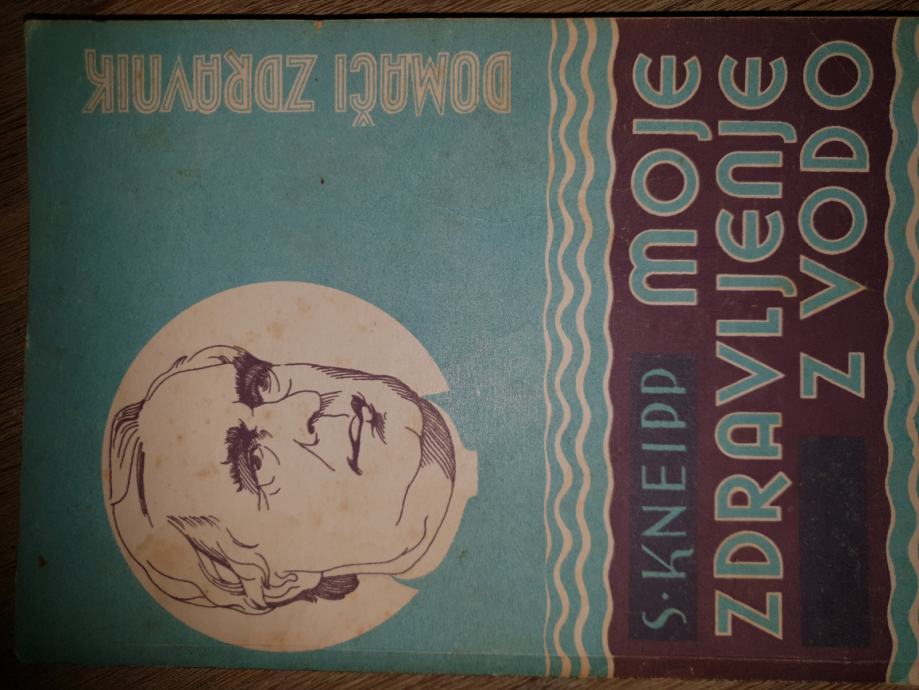 DOMAČI ZDRAVNIK
S. KNEIPP MOJE
ZDRAVLJENJE
Z VODO